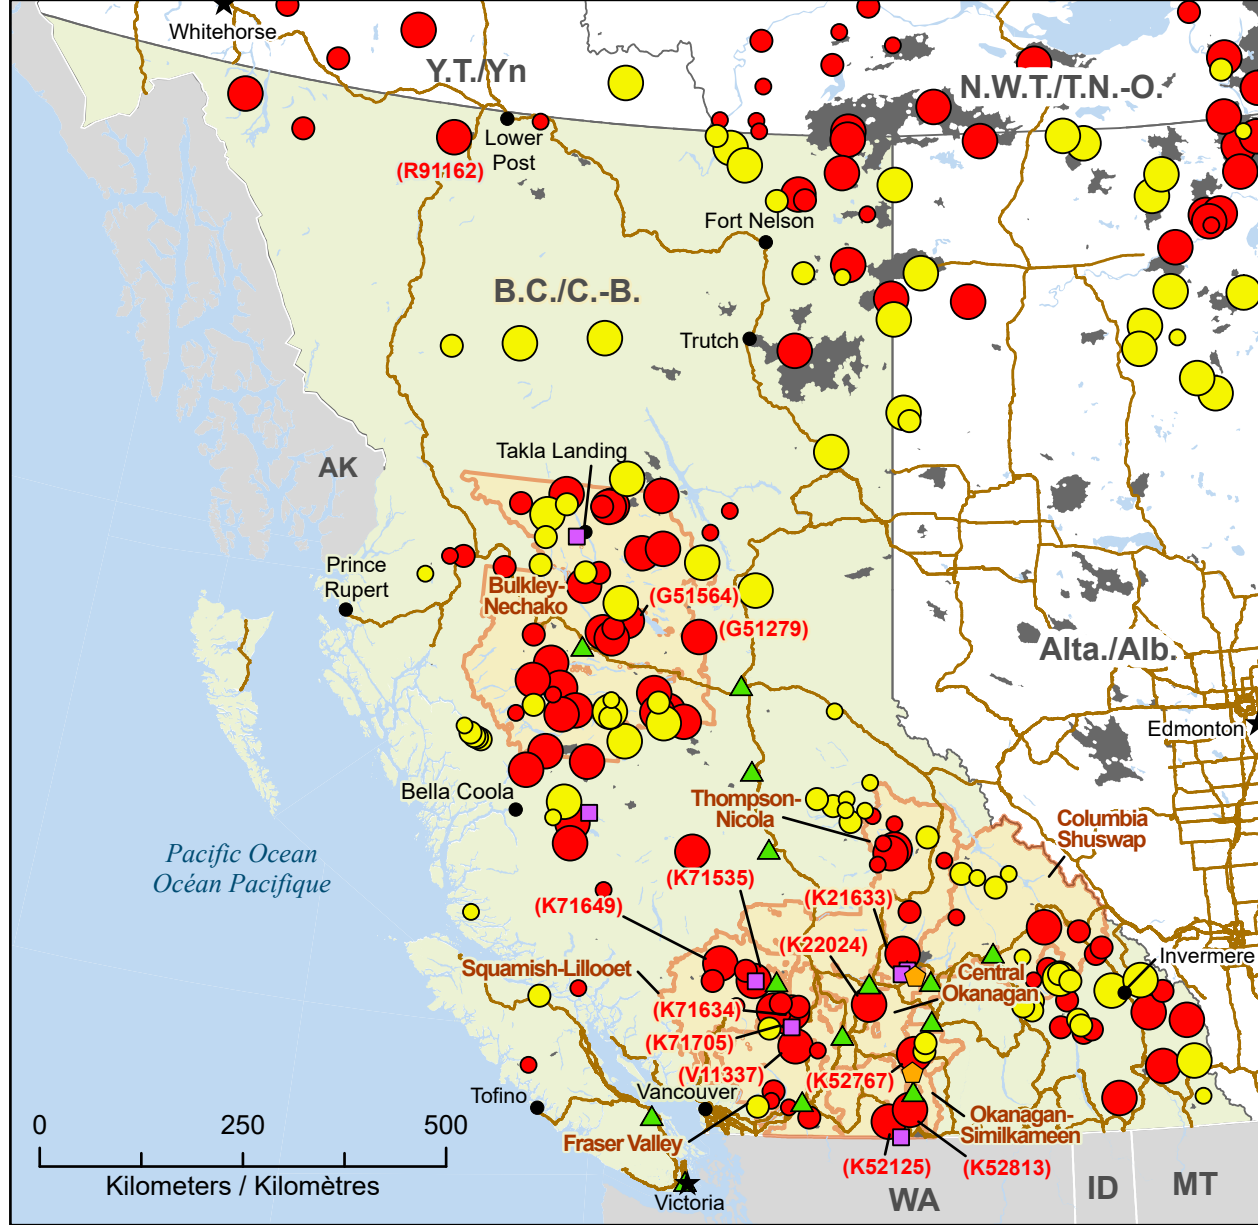 Whitehorse
Y.T./Yn
N.W.T./T.N.-O.
Lower
Post
(R91162)
Fort Nelson
B.C./C.-B.
Trutch
Takla Landing
AK
Prince
Rupert
Bulkley-
Nechako
(G51564)
(G51279)
Alta./Alb.
Edmonton
Bella Coola
Thompson-
Nicola
Columbia
Shuswap
Pacific Ocean
Océan Pacifique
(K71535)
(K71649)
(K21633)
(K22024)
Invermere
Squamish-Lillooet
Central
Okanagan
(K71634)
(K71705)
(V11337)
(K52767)
Tofino
Vancouver
Fraser Valley
Okanagan-
Similkameen
(K52125)
(K52813)
0 250 500
Kilometers / Kilomètres
Victoria
WA
ID
MT